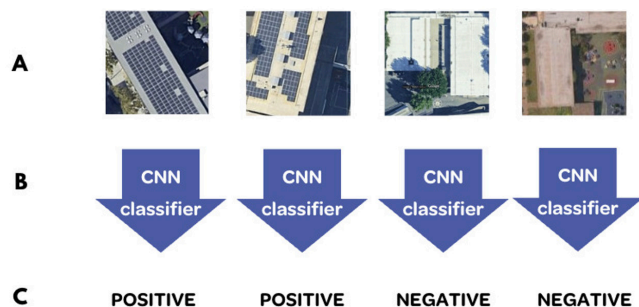 A
B
CNN classifier
CNN classifier
CNN classifier
CNN classifier
C
POSITIVE
POSITIVE
NEGATIVE
NEGATIVE